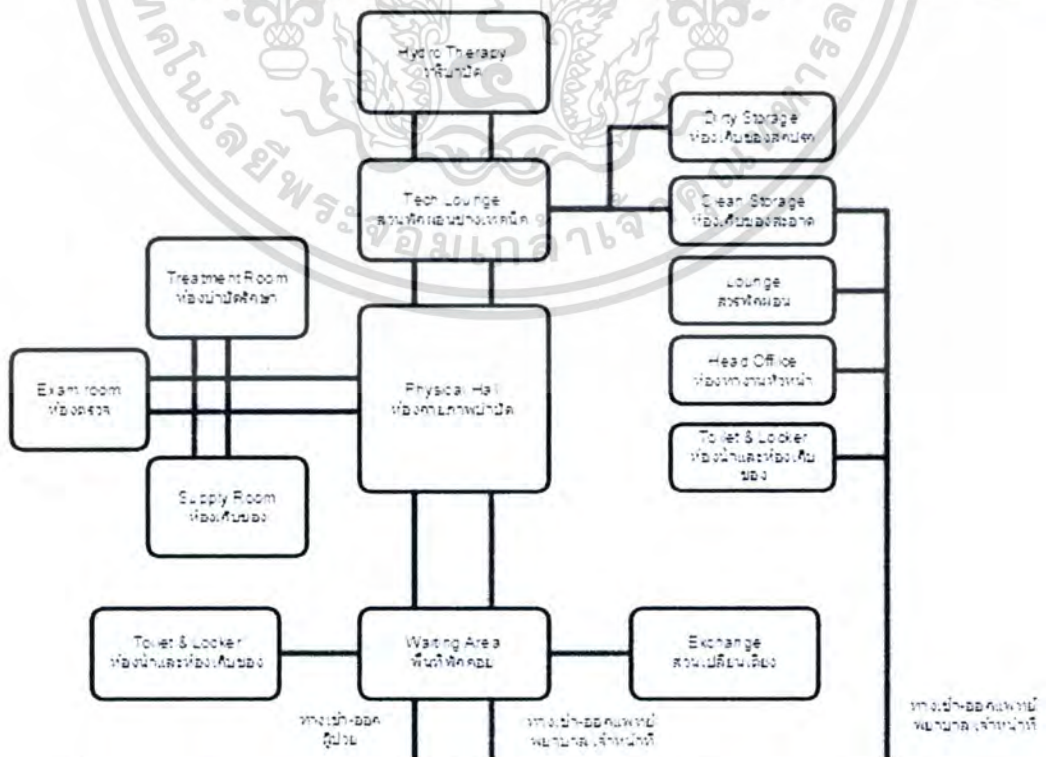 Hydro Therapy
วารีบำบัด
Dirty Storage
ห้องเก็บของสกปรก
Tech Lounge
ส่วนพักผ่อนช่างเทคนิค
Clean Storage
ห้องเก็บของสะอาด
Treatment Room
ห้องบำบัดรักษา
Lounge
ส่วนพักผ่อน
Exam room
ห้องตรวจ
Physical Hall
ห้องกายภาพบำบัด
Head Office
ห้องทำงานหัวหน้า
Toilet & Locker
ห้องน้ำและห้องเก็บ
ของ
Supply Room
ห้องเก็บของ
Toilet & Locker
ห้องน้ำและห้องเก็บของ
Waiting Area
พื้นที่พักคอย
Exchange
ส่วนเปลี่ยนเตียง
ทางเข้า-ออก
ผู้ป่วย
ทางเข้า-ออกแพทย์
พยาบาล เจ้าหน้าที่
ทางเข้า-ออกแพทย์
พยาบาล เจ้าหน้าที่